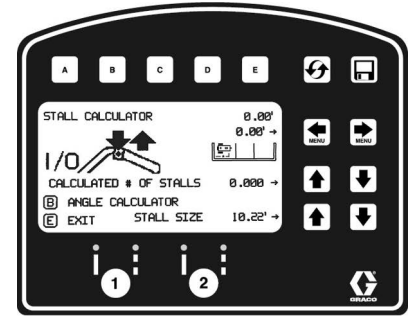 A B C D E
STALL CALCULATOR 0.00'
0.00' →
I/O
CALCULATED # OF STALLS 0.000 →
B ANGLE CALCULATOR
E EXIT STALL SIZE 10.22' →
MENU MENU
1 2
GRACO